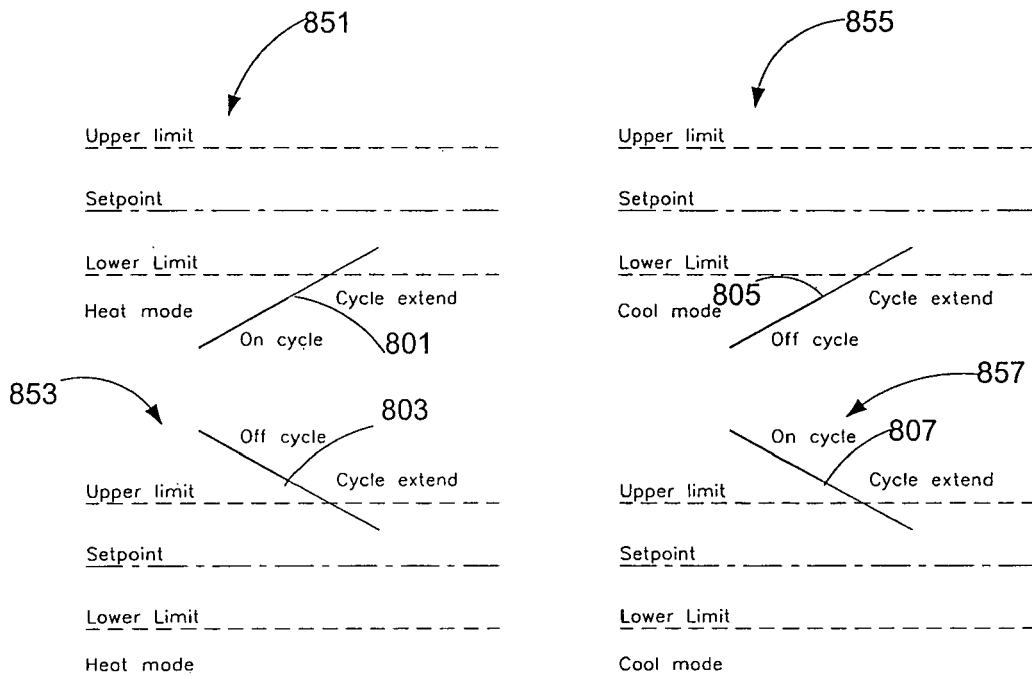 851
Upper limit
Setpoint
Lower Limit
Heat mode
Cycle extend
On cycle
801
855
Upper limit
Setpoint
Lower Limit
805
Cool mode
Cycle extend
Off cycle
853
803
Off cycle
Cycle extend
Upper limit
Setpoint
Lower Limit
Heat mode
857
On cycle
807
Cycle extend
Upper limit
Setpoint
Lower Limit
Cool mode